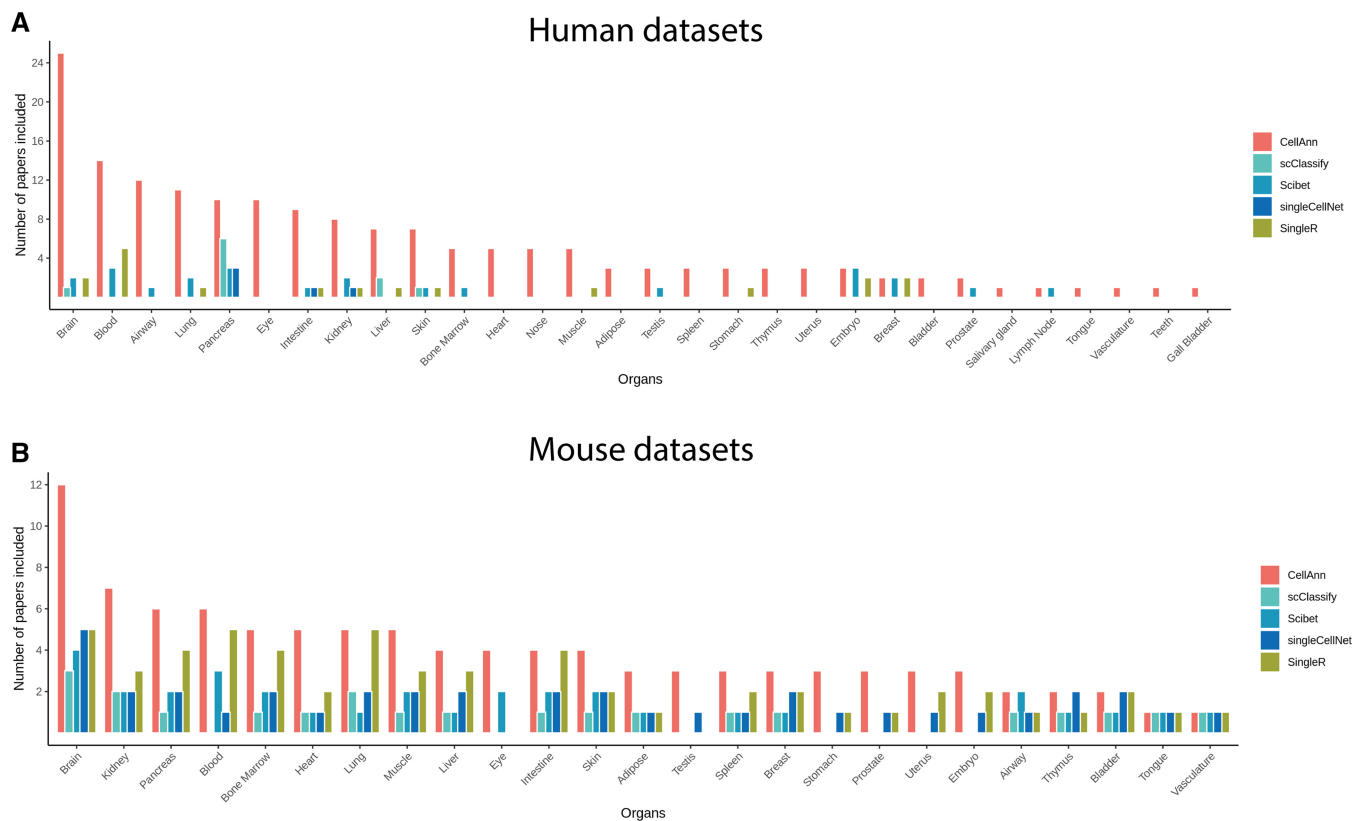 A
Human datasets
Number of papers included
24
20
16
12
8
4
Brain
Blood
Airway
Lung
Pancreas
Eye
Intestine
Kidney
Liver
Skin
Bone Marrow
Heart
Nose
Muscle
Adipose
Testis
Spleen
Stomach
Thymus
Uterus
Embryo
Breast
Bladder
Prostate
Salivary gland
Lymph Node
Tongue
Vasculature
Teeth
Gall Bladder
Organs
CellAnn
scClassify
Scibet
singleCellNet
SingleR
B
Mouse datasets
Number of papers included
12
10
8
6
4
2
Brain
Kidney
Pancreas
Blood
Bone Marrow
Heart
Lung
Muscle
Liver
Eye
Intestine
Skin
Adipose
Testis
Spleen
Breast
Stomach
Prostate
Uterus
Embryo
Airway
Thymus
Bladder
Tongue
Vasculature
Organs
CellAnn
scClassify
Scibet
singleCellNet
SingleR